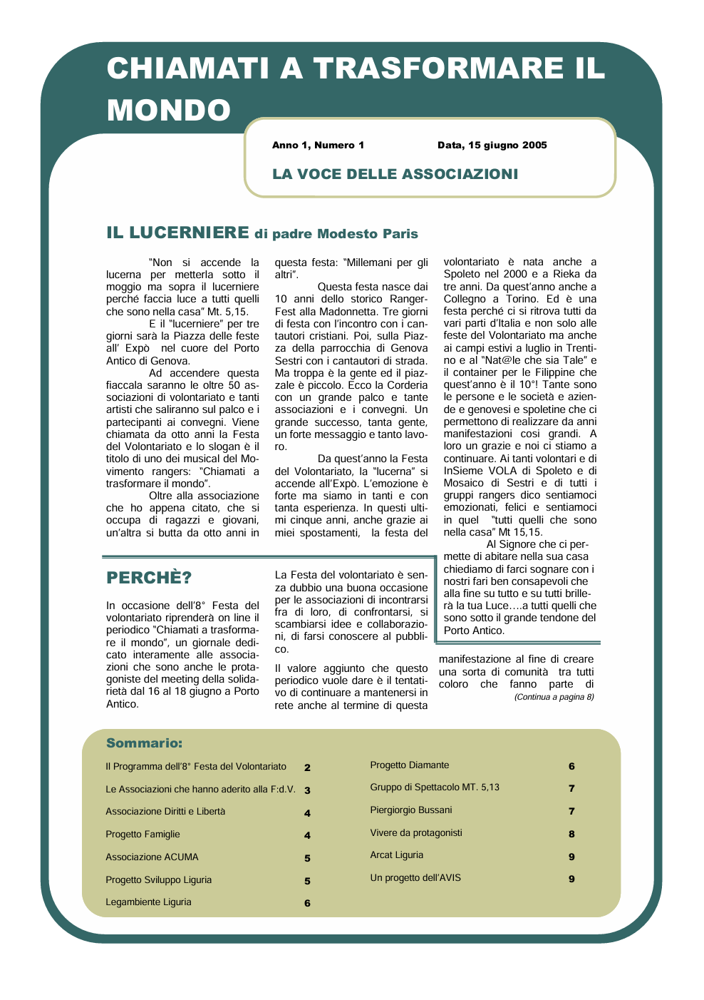 CHIAMATI A TRASFORMARE IL
MONDO
Anno 1, Numero 1
Data, 15 giugno 2005
LA VOCE DELLE ASSOCIAZIONI
IL LUCERNIERE di padre Modesto Paris
"Non si accende la
lucerna per metterla sotto il
moggio ma sopra il lucerniere
perché faccia luce a tutti quelli
che sono nella casa" Mt. 5,15.
E il "lucerniere" per tre
giorni sarà la Piazza delle feste
all' Expò nel cuore del Porto
Antico di Genova.
Ad accendere questa
fiaccala saranno le oltre 50 as-
sociazioni di volontariato e tanti
artisti che saliranno sul palco e i
partecipanti ai convegni. Viene
chiamata da otto anni la Festa
del Volontariato e lo slogan è il
titolo di uno dei musical del Mo-
vimento rangers: "Chiamati a
trasformare il mondo".
Oltre alla associazione
che ho appena citato, che si
occupa di ragazzi e giovani,
un'altra si butta da otto anni in
questa festa: "Millemani per gli
altri".
Questa festa nasce dai
10 anni dello storico Ranger-
Fest alla Madonnetta. Tre giorni
di festa con l'incontro con i can-
tautori cristiani. Poi, sulla Piaz-
za della parrocchia di Genova
Sestri con i cantautori di strada.
Ma troppa è la gente ed il piaz-
zale è piccolo. Ecco la Corderia
con un grande palco e tante
associazioni e i convegni. Un
grande successo, tanta gente,
un forte messaggio e tanto lavo-
ro.
Da quest'anno la Festa
del Volontariato, la "lucerna" si
accende all'Expò. L'emozione è
forte ma siamo in tanti e con
tanta esperienza. In questi ulti-
mi cinque anni, anche grazie ai
miei spostamenti, la festa del
volontariato è nata anche a
Spoleto nel 2000 e a Rieka da
tre anni. Da quest'anno anche a
Collegno a Torino. Ed è una
festa perché ci si ritrova tutti da
vari parti d'Italia e non solo alle
feste del Volontariato ma anche
ai campi estivi a luglio in Trenti-
no e al "Nat@le che sia Tale" e
il container per le Filippine che
quest'anno è il 10°! Tante sono
le persone e le società e azien-
de e genovesi e spoletine che ci
permettono di realizzare da anni
manifestazioni cosi grandi. A
loro un grazie e noi ci stiamo a
continuare. Ai tanti volontari e di
InSieme VOLA di Spoleto e di
Mosaico di Sestri e di tutti i
gruppi rangers dico sentiamoci
emozionati, felici e sentiamoci
in quel "tutti quelli che sono
nella casa" Mt 15,15.
Al Signore che ci per-
mette di abitare nella sua casa
chiediamo di farci sognare con i
nostri fari ben consapevoli che
alla fine su tutto e su tutti brille-
rà la tua Luce….a tutti quelli che
sono sotto il grande tendone del
Porto Antico.
PERCHÈ?
In occasione dell'8° Festa del
volontariato riprenderà on line il
periodico "Chiamati a trasforma-
re il mondo", un giornale dedi-
cato interamente alle associa-
zioni che sono anche le prota-
goniste del meeting della solida-
rietà dal 16 al 18 giugno a Porto
Antico.
La Festa del volontariato è sen-
za dubbio una buona occasione
per le associazioni di incontrarsi
fra di loro, di confrontarsi, si
scambiarsi idee e collaborazio-
ni, di farsi conoscere al pubbli-
co.
Il valore aggiunto che questo
periodico vuole dare è il tentati-
vo di continuare a mantenersi in
rete anche al termine di questa
manifestazione al fine di creare
una sorta di comunità tra tutti
coloro che fanno parte di
(Continua a pagina 8)
Sommario:
Il Programma dell'8° Festa del Volontariato 2
Le Associazioni che hanno aderito alla F:d.V. 3
Associazione Diritti e Libertà 4
Progetto Famiglie 4
Associazione ACUMA 5
Progetto Sviluppo Liguria 5
Legambiente Liguria 6
Progetto Diamante 6
Gruppo di Spettacolo MT. 5,13 7
Piergiorgio Bussani 7
Vivere da protagonisti 8
Arcat Liguria 9
Un progetto dell'AVIS 9